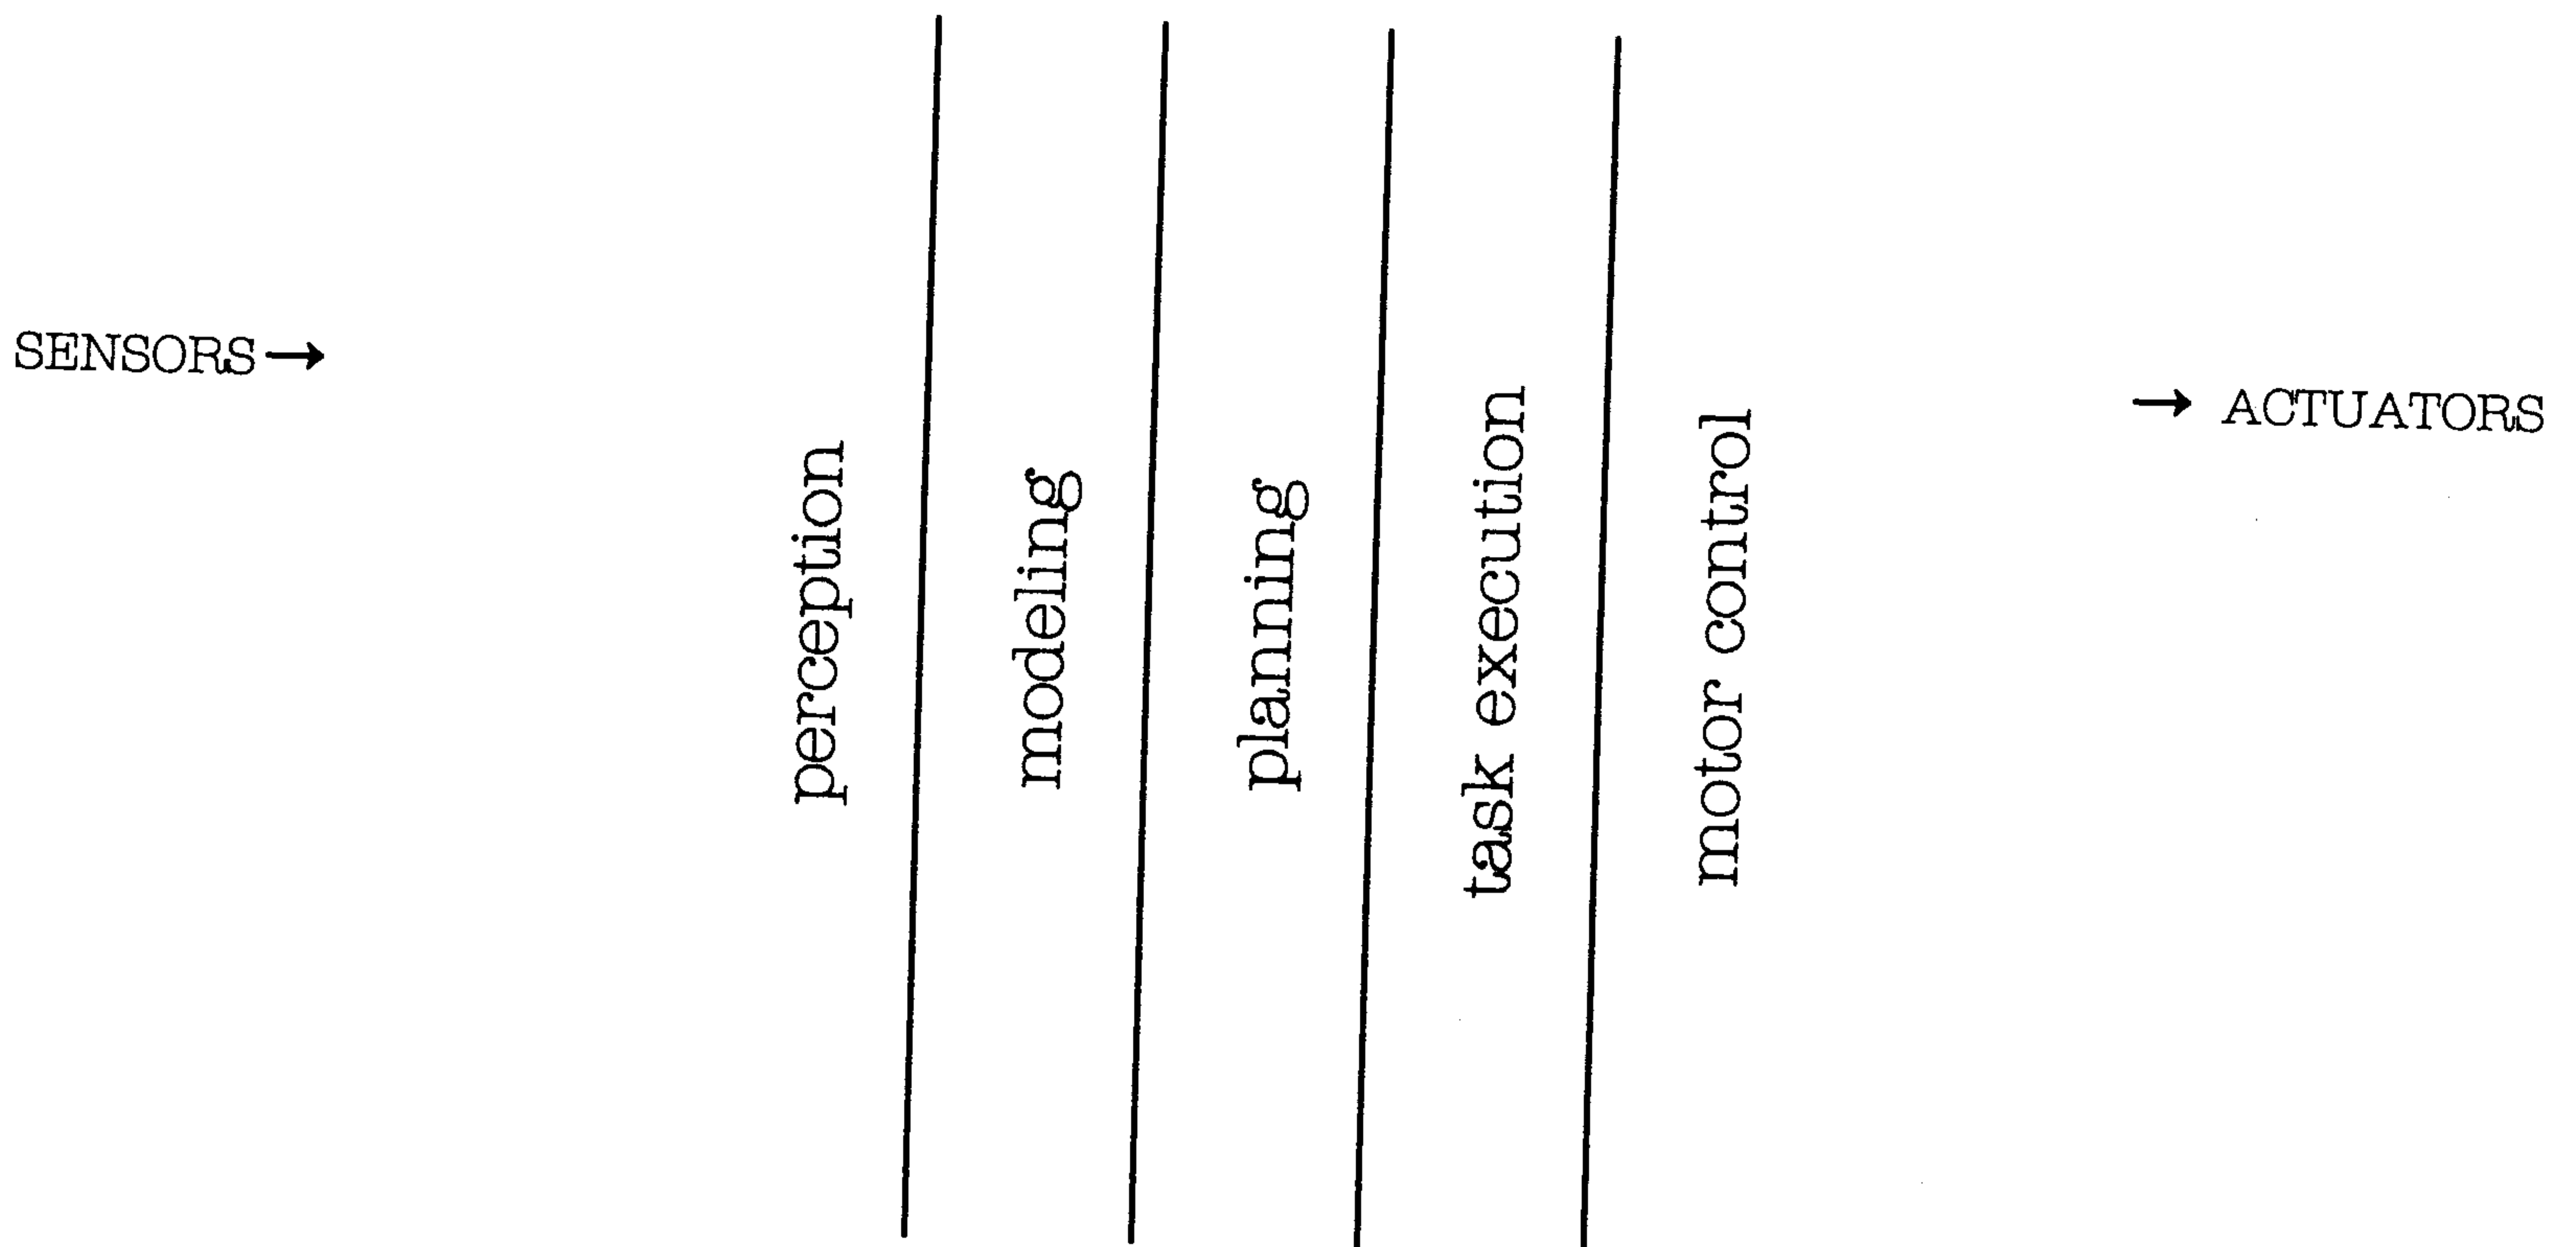 SENSORS →
perception
modeling
planning
task execution
motor control
→ ACTUATORS